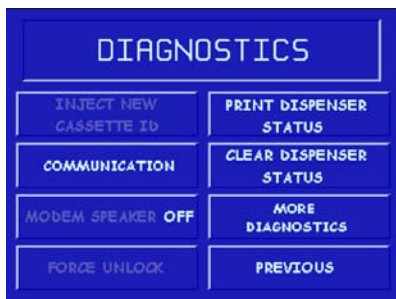 DIAGNOSTICS
INJECT NEW
CASSETTE ID
PRINT DISPENSER
STATUS
COMMUNICATION
CLEAR DISPENSER
STATUS
MODEM SPEAKER OFF
MORE
DIAGNOSTICS
FORCE UNLOCK
PREVIOUS